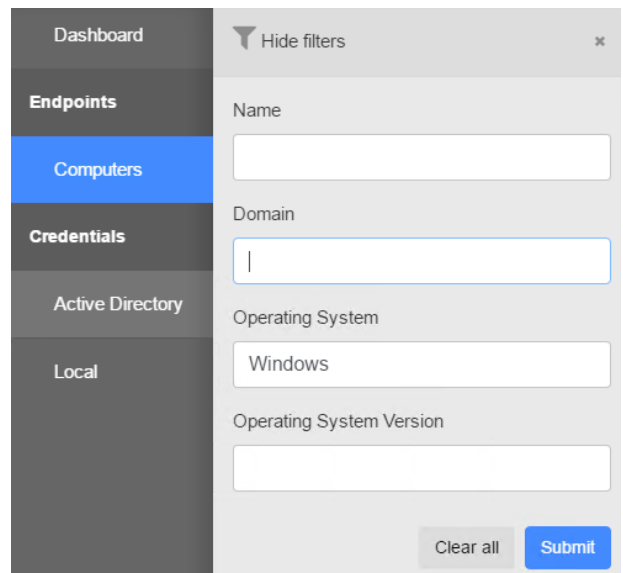 Dashboard
Endpoints
Computers
Credentials
Active Directory
Local
Hide filters ×
Name
Domain
Operating System
Windows
Operating System Version
Clear all Submit